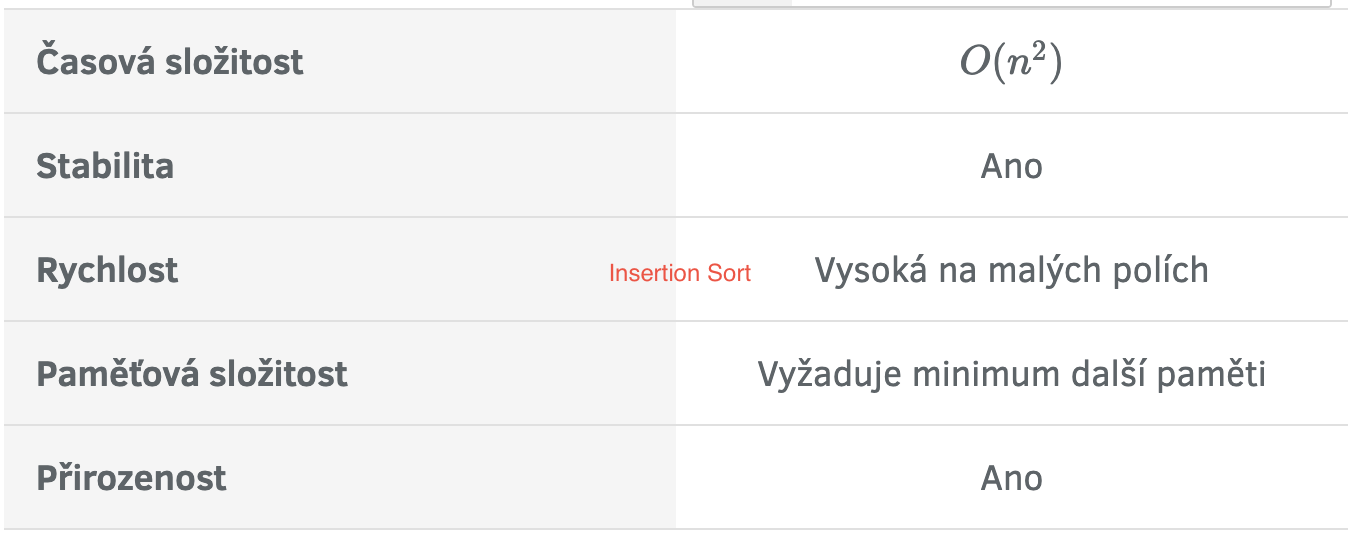 Časová složitost O(n²)
Stabilita Ano
Rychlost Insertion Sort Vysoká na malých polích
Paměťová složitost Vyžaduje minimum další paměti
Přirozenost Ano